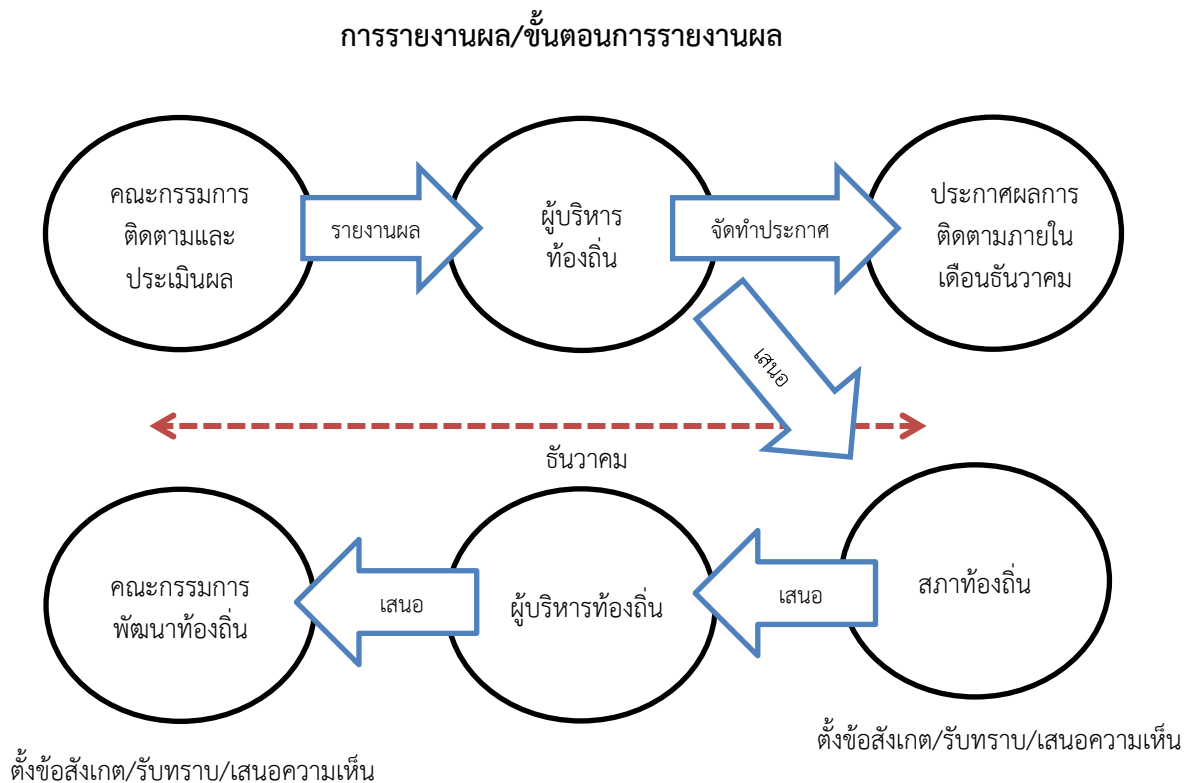 การรายงานผล/ขั้นตอนการรายงานผล
คณะกรรมการ
ติดตามและ
ประเมินผล
รายงานผล
ผู้บริหาร
ท้องถิ่น
จัดทำประกาศ
ประกาศผลการ
ติดตามภายใน
เดือนธันวาคม
เสนอ
ธันวาคม
คณะกรรมการ
พัฒนาท้องถิ่น
เสนอ
ผู้บริหารท้องถิ่น
เสนอ
สภาท้องถิ่น
ตั้งข้อสังเกต/รับทราบ/เสนอความเห็น
ตั้งข้อสังเกต/รับทราบ/เสนอความเห็น